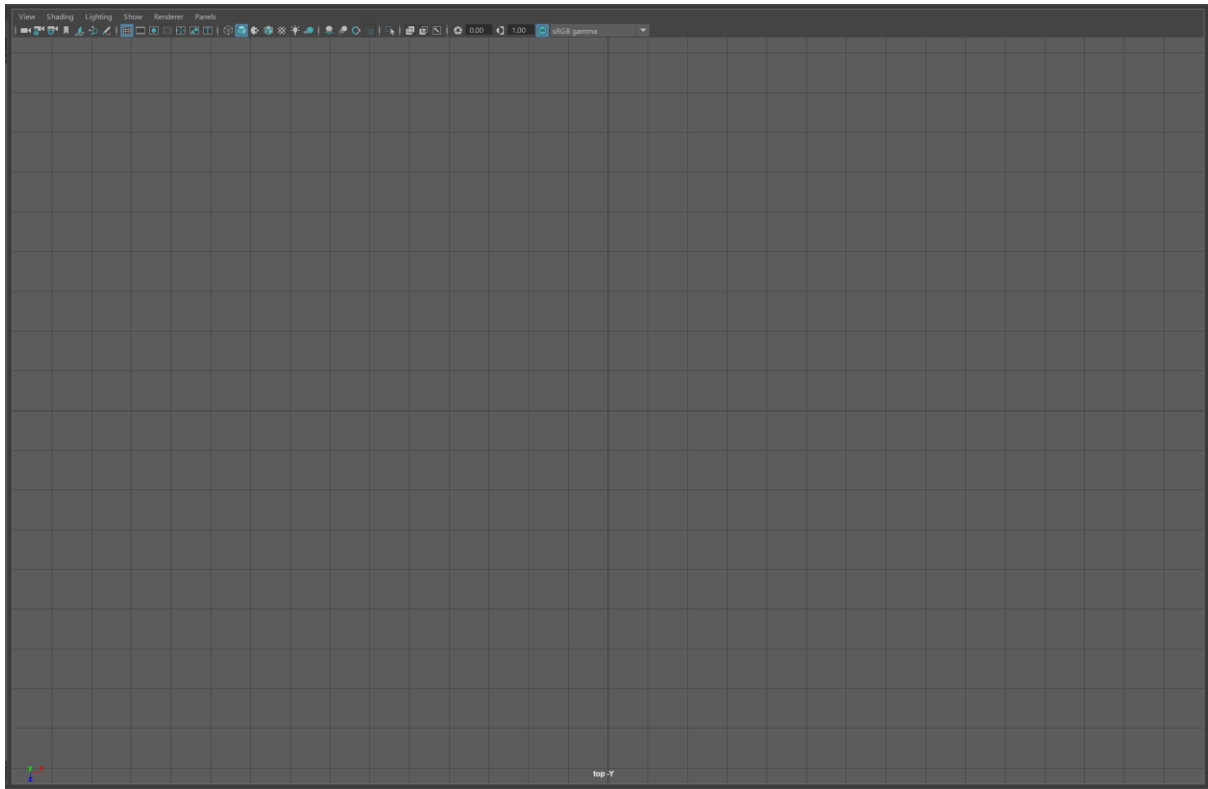 View Shading Lighting Show Renderer Panels
0.00 1.00 sRGB gamma
y x
z
top -Y